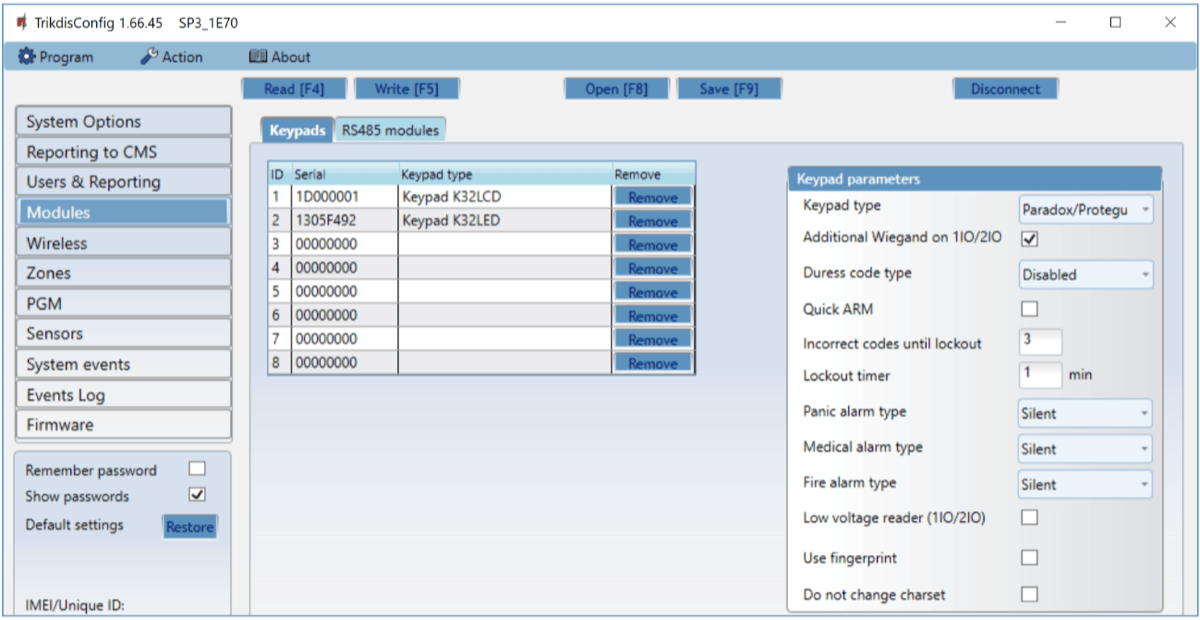 TrikdisConfig 1.66.45 SP3_1E70
Program Action About
Read [F4] Write [F5] Open [F8] Save [F9] Disconnect
System Options
Reporting to CMS
Users & Reporting
Modules
Wireless
Zones
PGM
Sensors
System events
Events Log
Firmware
Remember password
Show passwords
Default settings Restore
IMEI/Unique ID:
Keypads RS485 modules
ID Serial Keypad type Remove
1 1D000001 Keypad K32LCD Remove
2 1305F492 Keypad K32LED Remove
3 00000000 Remove
4 00000000 Remove
5 00000000 Remove
6 00000000 Remove
7 00000000 Remove
8 00000000 Remove
Keypad parameters
Keypad type Paradox/Protegu
Additional Wiegand on 1IO/2IO
Duress code type Disabled
Quick ARM
Incorrect codes until lockout 3
Lockout timer 1 min
Panic alarm type Silent
Medical alarm type Silent
Fire alarm type Silent
Low voltage reader (1IO/2IO)
Use fingerprint
Do not change charset